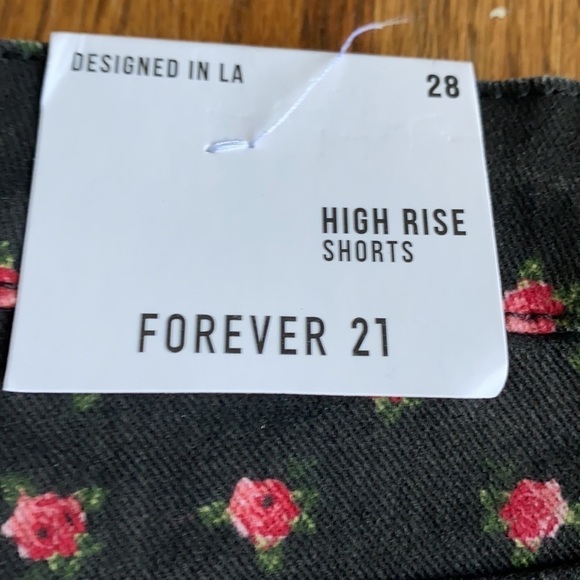 DESIGNED IN LA
28
HIGH RISE
SHORTS
FOREVER 21